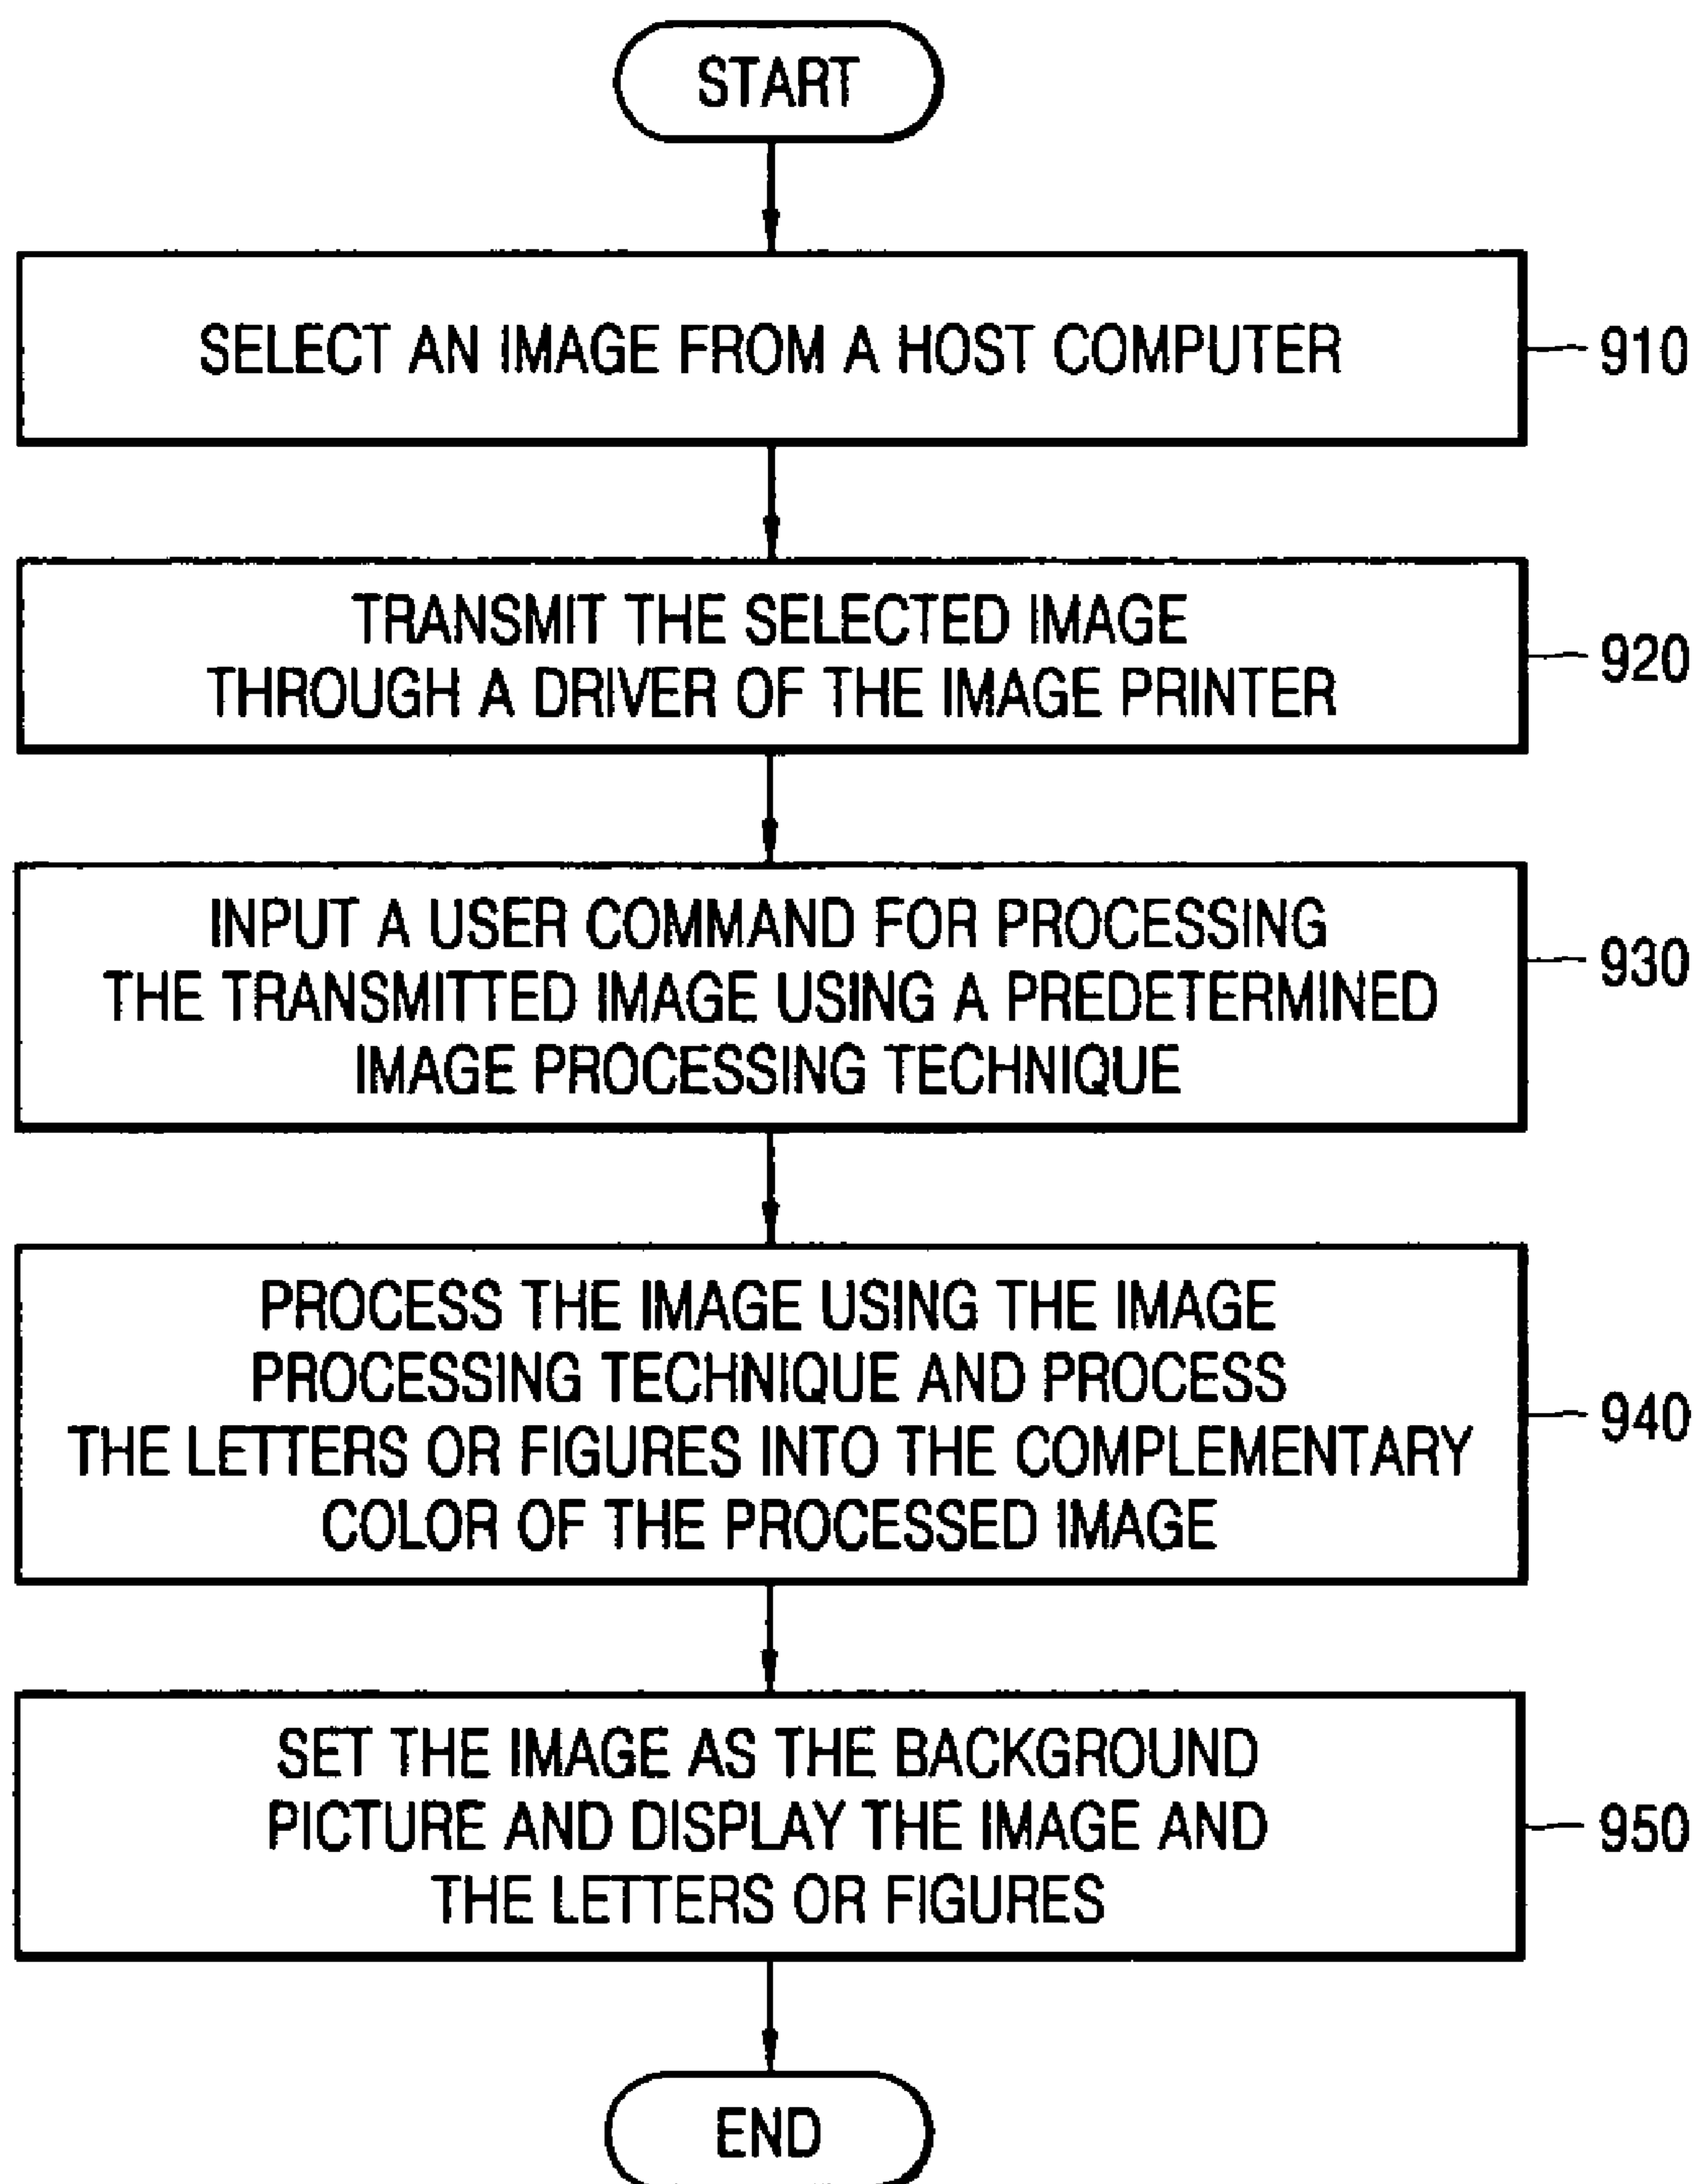 START
SELECT AN IMAGE FROM A HOST COMPUTER
910
TRANSMIT THE SELECTED IMAGE
THROUGH A DRIVER OF THE IMAGE PRINTER
920
INPUT A USER COMMAND FOR PROCESSING
THE TRANSMITTED IMAGE USING A PREDETERMINED
IMAGE PROCESSING TECHNIQUE
930
PROCESS THE IMAGE USING THE IMAGE
PROCESSING TECHNIQUE AND PROCESS
THE LETTERS OR FIGURES INTO THE COMPLEMENTARY
COLOR OF THE PROCESSED IMAGE
940
SET THE IMAGE AS THE BACKGROUND
PICTURE AND DISPLAY THE IMAGE AND
THE LETTERS OR FIGURES
950
END